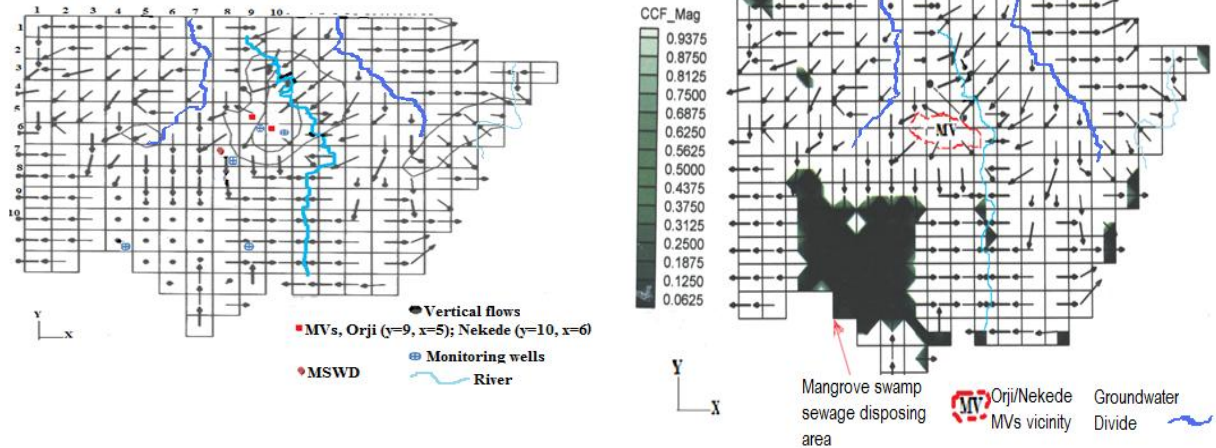 1 2 3 4 5 6 7 8 9 10
1
2
3
4
5
6
7
8
9
10
Y
X
Vertical flows
MVs, Orji (y=9, x=5); Nekede (y=10, x=6)
Monitoring wells
MSWD
River
CCF_Mag
0.9375
0.8750
0.8125
0.7500
0.6875
0.6250
0.5625
0.5000
0.4375
0.3750
0.3125
0.2500
0.1875
0.1250
0.0625
MV
Y
X
Mangrove swamp
sewage disposing
area
MV
Orji/Nekede
MVs vicinity
Groundwater
Divide